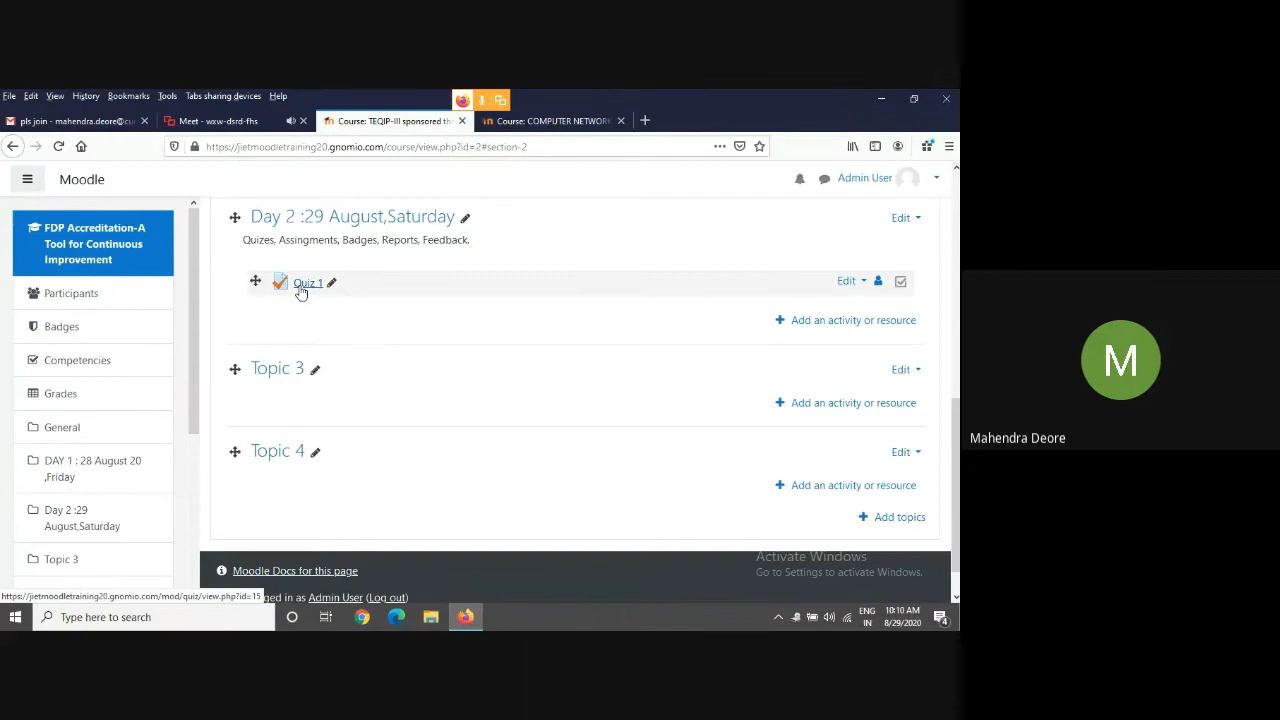 File Edit View History Bookmarks Tools Tabs sharing devices Help
pls join - mahendra.deore@cu
Meet - wxw-dsrd-fhs
Course: TEQIP-III sponsored th
Course: COMPUTER NETWORK
https://jietmoodletraining20.gnomio.com/course/view.php?id=2#section-2
Moodle
Admin User
FDP Accreditation-A
Tool for Continuous
Improvement
Participants
Badges
Competencies
Grades
General
DAY 1 : 28 August 20
,Friday
Day 2 :29
August,Saturday
Topic 3
Day 2 :29 August,Saturday
Edit
Quizes, Assingments, Badges, Reports, Feedback.
Quiz 1
Edit
Add an activity or resource
Topic 3
Edit
Add an activity or resource
Topic 4
Edit
Add an activity or resource
Add topics
Moodle Docs for this page
Activate Windows
Go to Settings to activate Windows.
https://jietmoodletraining20.gnomio.com/mod/quiz/view.php?id=15
ged in as Admin User (Log out)
Type here to search
ENG
IN
10:10 AM
8/29/2020
4
M
Mahendra Deore